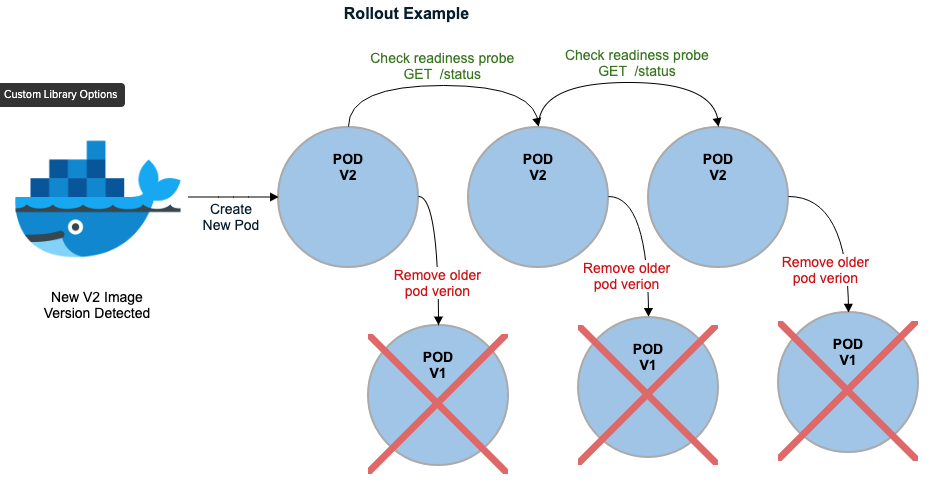 Rollout Example
Check readiness probe
GET /status
Check readiness probe
GET /status
Custom Library Options
POD
V2
POD
V2
POD
V2
Create
New Pod
Remove older
pod verion
Remove older
pod verion
Remove older
pod verion
New V2 Image
Version Detected
POD
V1
POD
V1
POD
V1